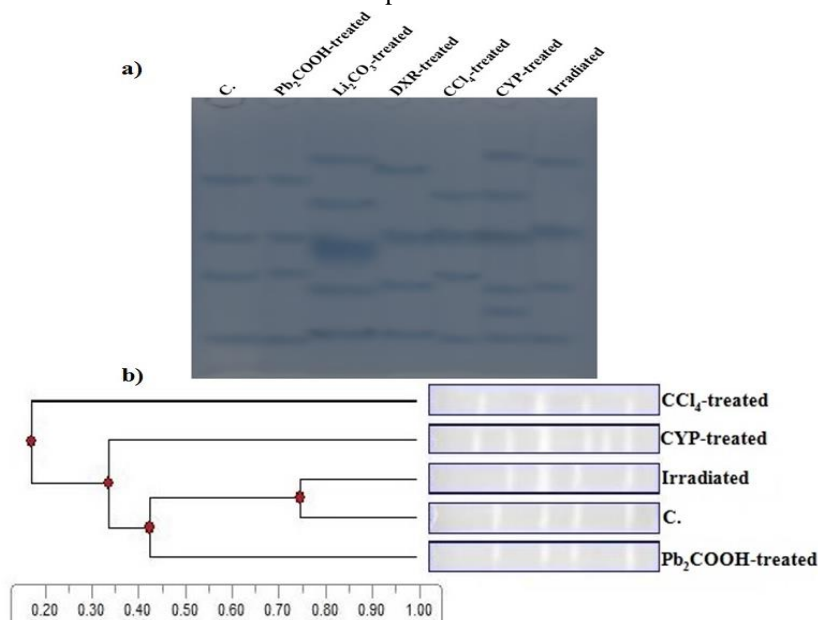 a)
C.
Pb₂COOH-treated
Li₂CO₃-treated
DXR-treated
CCl₄-treated
CYP-treated
Irradiated
b)
CCl₄-treated
CYP-treated
Irradiated
C.
Pb₂COOH-treated
0.20 0.30 0.40 0.50 0.60 0.70 0.80 0.90 1.00